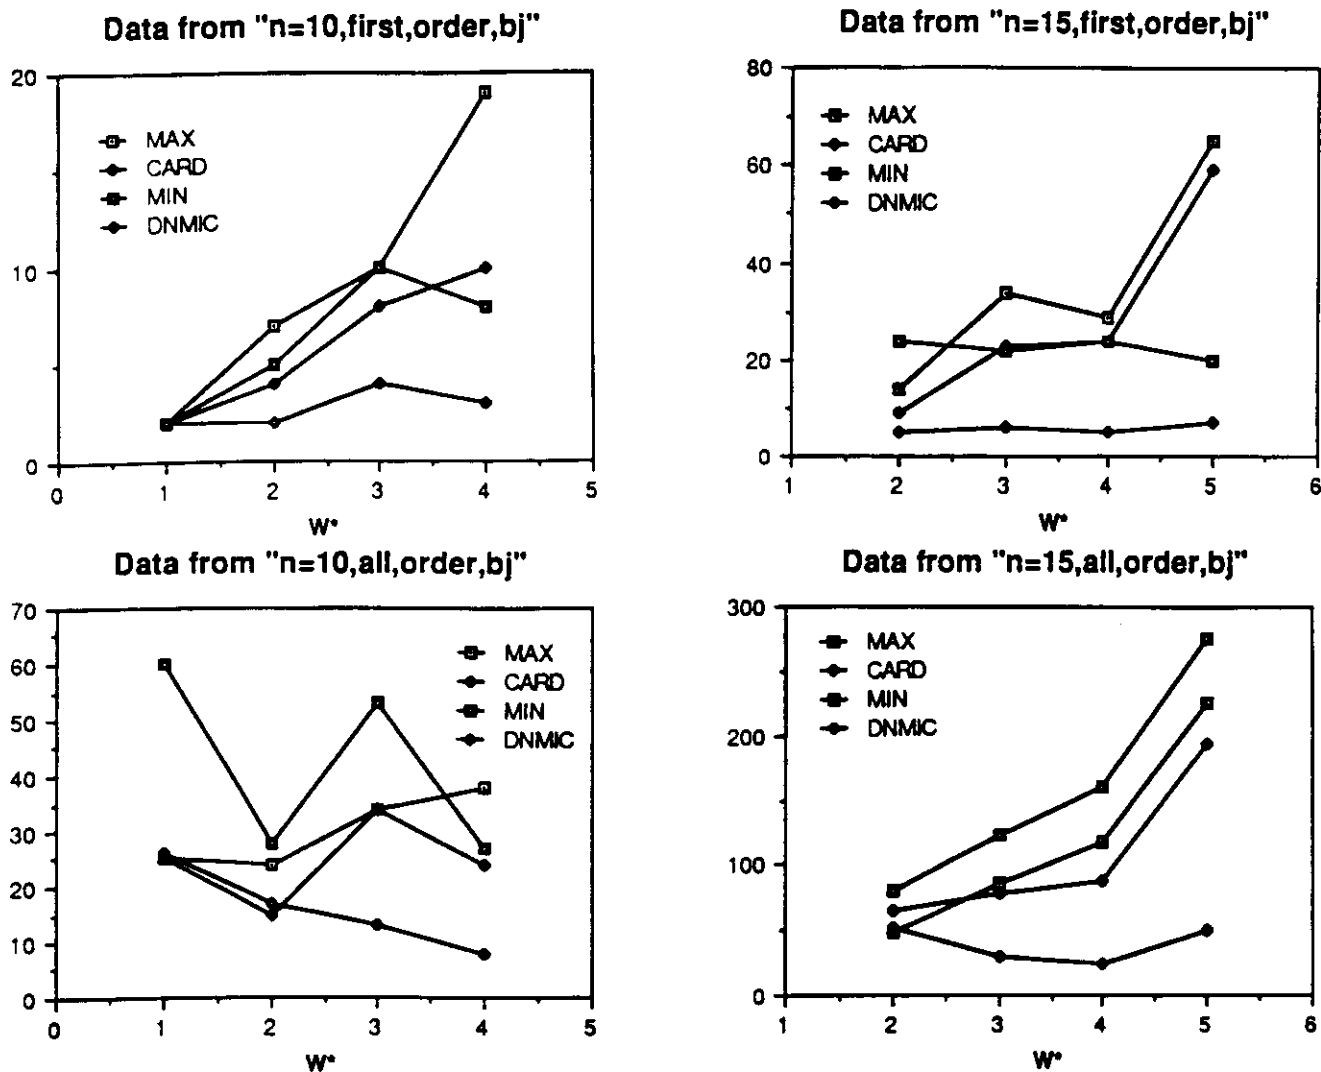 Data from "n=10,first,order,bj"
20
10
0
MAX
CARD
MIN
DNMIC
0 1 2 3 4 5
W*
Data from "n=15,first,order,bj"
80
60
40
20
0
MAX
CARD
MIN
DNMIC
1 2 3 4 5 6
W*
Data from "n=10,all,order,bj"
70
60
50
40
30
20
10
0
MAX
CARD
MIN
DNMIC
0 1 2 3 4 5
W*
Data from "n=15,all,order,bj"
300
200
100
0
MAX
CARD
MIN
DNMIC
1 2 3 4 5 6
W*